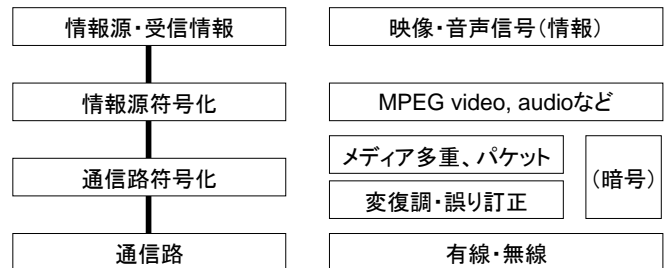 情報源・受信情報
映像・音声信号(情報)
情報源符号化
MPEG video, audioなど
通信路符号化
メディア多重、パケット
変復調・誤り訂正
(暗号)
通信路
有線・無線